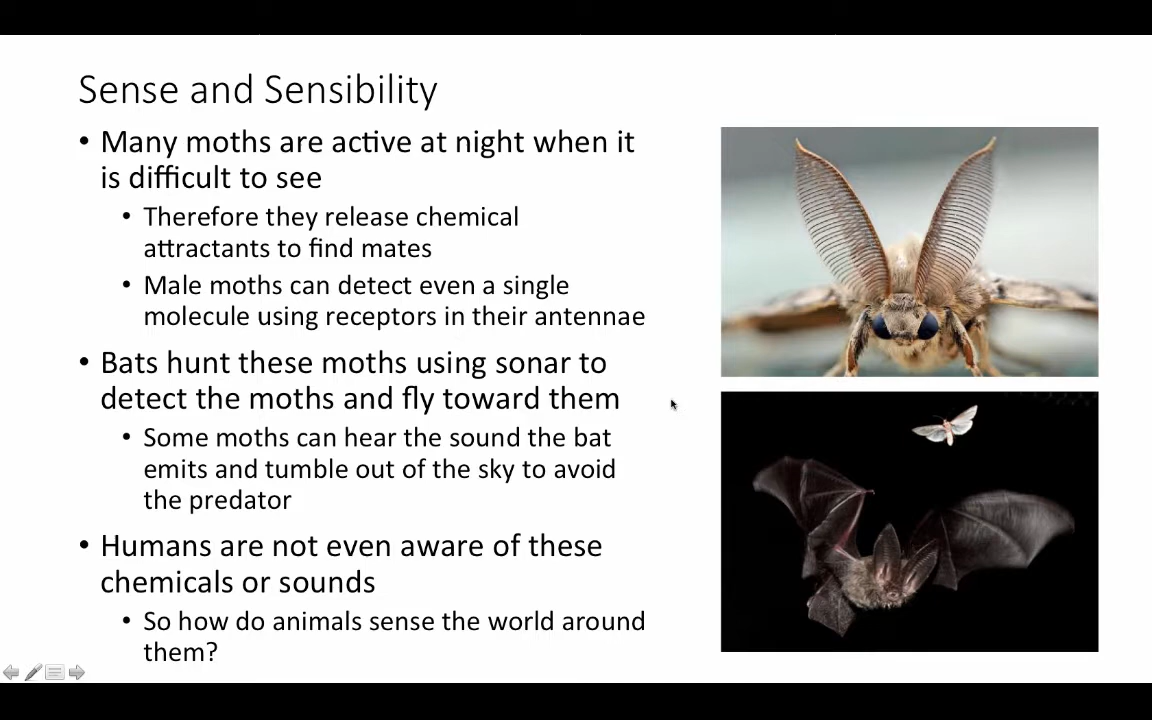 Sense and Sensibility
• Many moths are active at night when it
is difficult to see
• Therefore they release chemical
attractants to find mates
• Male moths can detect even a single
molecule using receptors in their antennae
• Bats hunt these moths using sonar to
detect the moths and fly toward them
• Some moths can hear the sound the bat
emits and tumble out of the sky to avoid
the predator
• Humans are not even aware of these
chemicals or sounds
• So how do animals sense the world around
them?